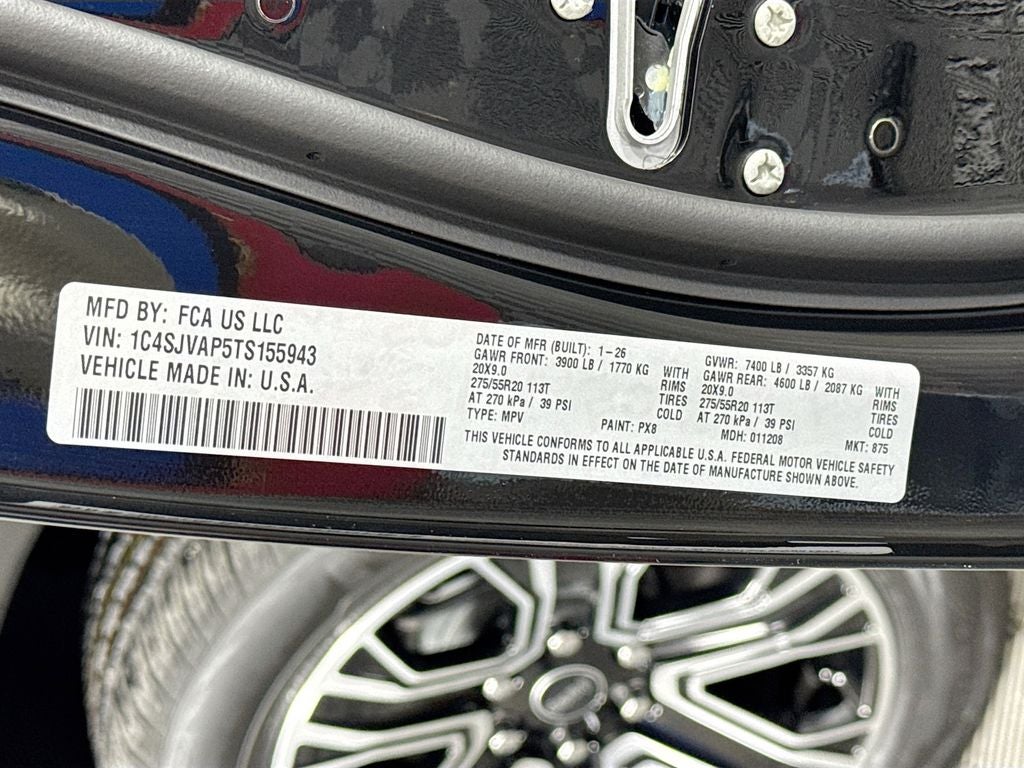 MFD BY: FCA US LLC
VIN: 1C4SJVAP5TS155943
VEHICLE MADE IN: U.S.A.
DATE OF MFR (BUILT): 1-26
GAWR FRONT: 3900 LB / 1770 KG WITH
20X9.0 RIMS
275/55R20 113T TIRES
AT 270 kPa / 39 PSI COLD
TYPE: MPV PAINT: PX8
GVWR: 7400 LB / 3357 KG
GAWR REAR: 4600 LB / 2087 KG WITH
20X9.0 RIMS
275/55R20 113T TIRES
AT 270 kPa / 39 PSI COLD
MDH: 011208 MKT: 875
THIS VEHICLE CONFORMS TO ALL APPLICABLE U.S.A. FEDERAL MOTOR VEHICLE SAFETY
STANDARDS IN EFFECT ON THE DATE OF MANUFACTURE SHOWN ABOVE.